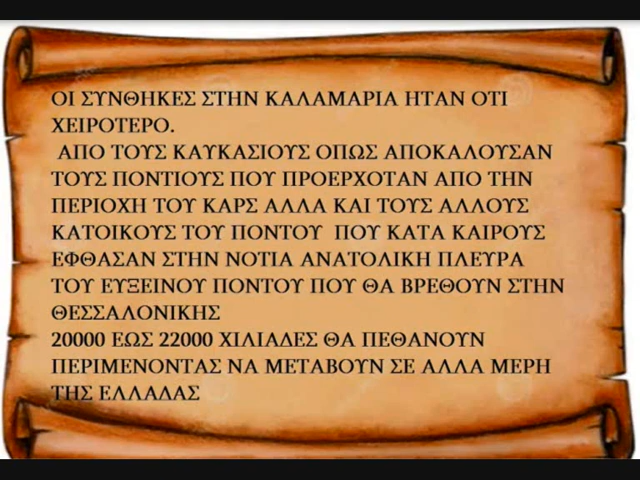 ΟΙ ΣΥΝΘΗΚΕΣ ΣΤΗΝ ΚΑΛΑΜΑΡΙΑ ΗΤΑΝ ΟΤΙ
ΧΕΙΡΟΤΕΡΟ.
ΑΠΟ ΤΟΥΣ ΚΑΥΚΑΣΙΟΥΣ ΟΠΩΣ ΑΠΟΚΑΛΟΥΣΑΝ
ΤΟΥΣ ΠΟΝΤΙΟΥΣ ΠΟΥ ΠΡΟΕΡΧΟΤΑΝ ΑΠΟ ΤΗΝ
ΠΕΡΙΟΧΗ ΤΟΥ ΚΑΡΣ ΑΛΛΑ ΚΑΙ ΤΟΥΣ ΑΛΛΟΥΣ
ΚΑΤΟΙΚΟΥΣ ΤΟΥ ΠΟΝΤΟΥ ΠΟΥ ΚΑΤΑ ΚΑΙΡΟΥΣ
ΕΦΘΑΣΑΝ ΣΤΗΝ ΝΟΤΙΑ ΑΝΑΤΟΛΙΚΗ ΠΛΕΥΡΑ
ΤΟΥ ΕΥΞΕΙΝΟΥ ΠΟΝΤΟΥ ΠΟΥ ΘΑ ΒΡΕΘΟΥΝ ΣΤΗΝ
ΘΕΣΣΑΛΟΝΙΚΗΣ
20000 ΕΩΣ 22000 ΧΙΛΙΑΔΕΣ ΘΑ ΠΕΘΑΝΟΥΝ
ΠΕΡΙΜΕΝΟΝΤΑΣ ΝΑ ΜΕΤΑΒΟΥΝ ΣΕ ΑΛΛΑ ΜΕΡΗ
ΤΗΣ ΕΛΛΑΔΑΣ